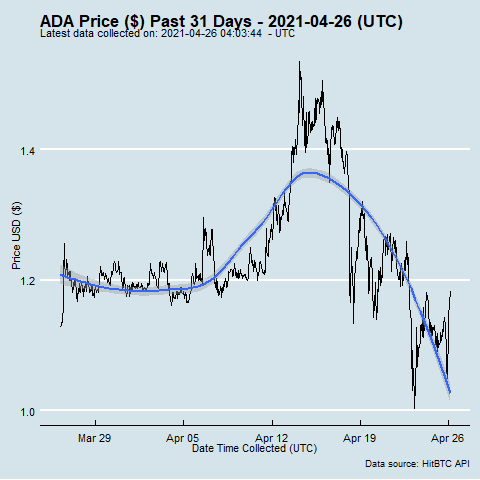 ADA Price ($) Past 31 Days - 2021-04-26 (UTC)
Latest data collected on: 2021-04-26 04:03:44 - UTC
Price USD ($)
1.4
1.2
1.0
Mar 29 Apr 05 Apr 12 Apr 19 Apr 26
Date Time Collected (UTC)
Data source: HitBTC API